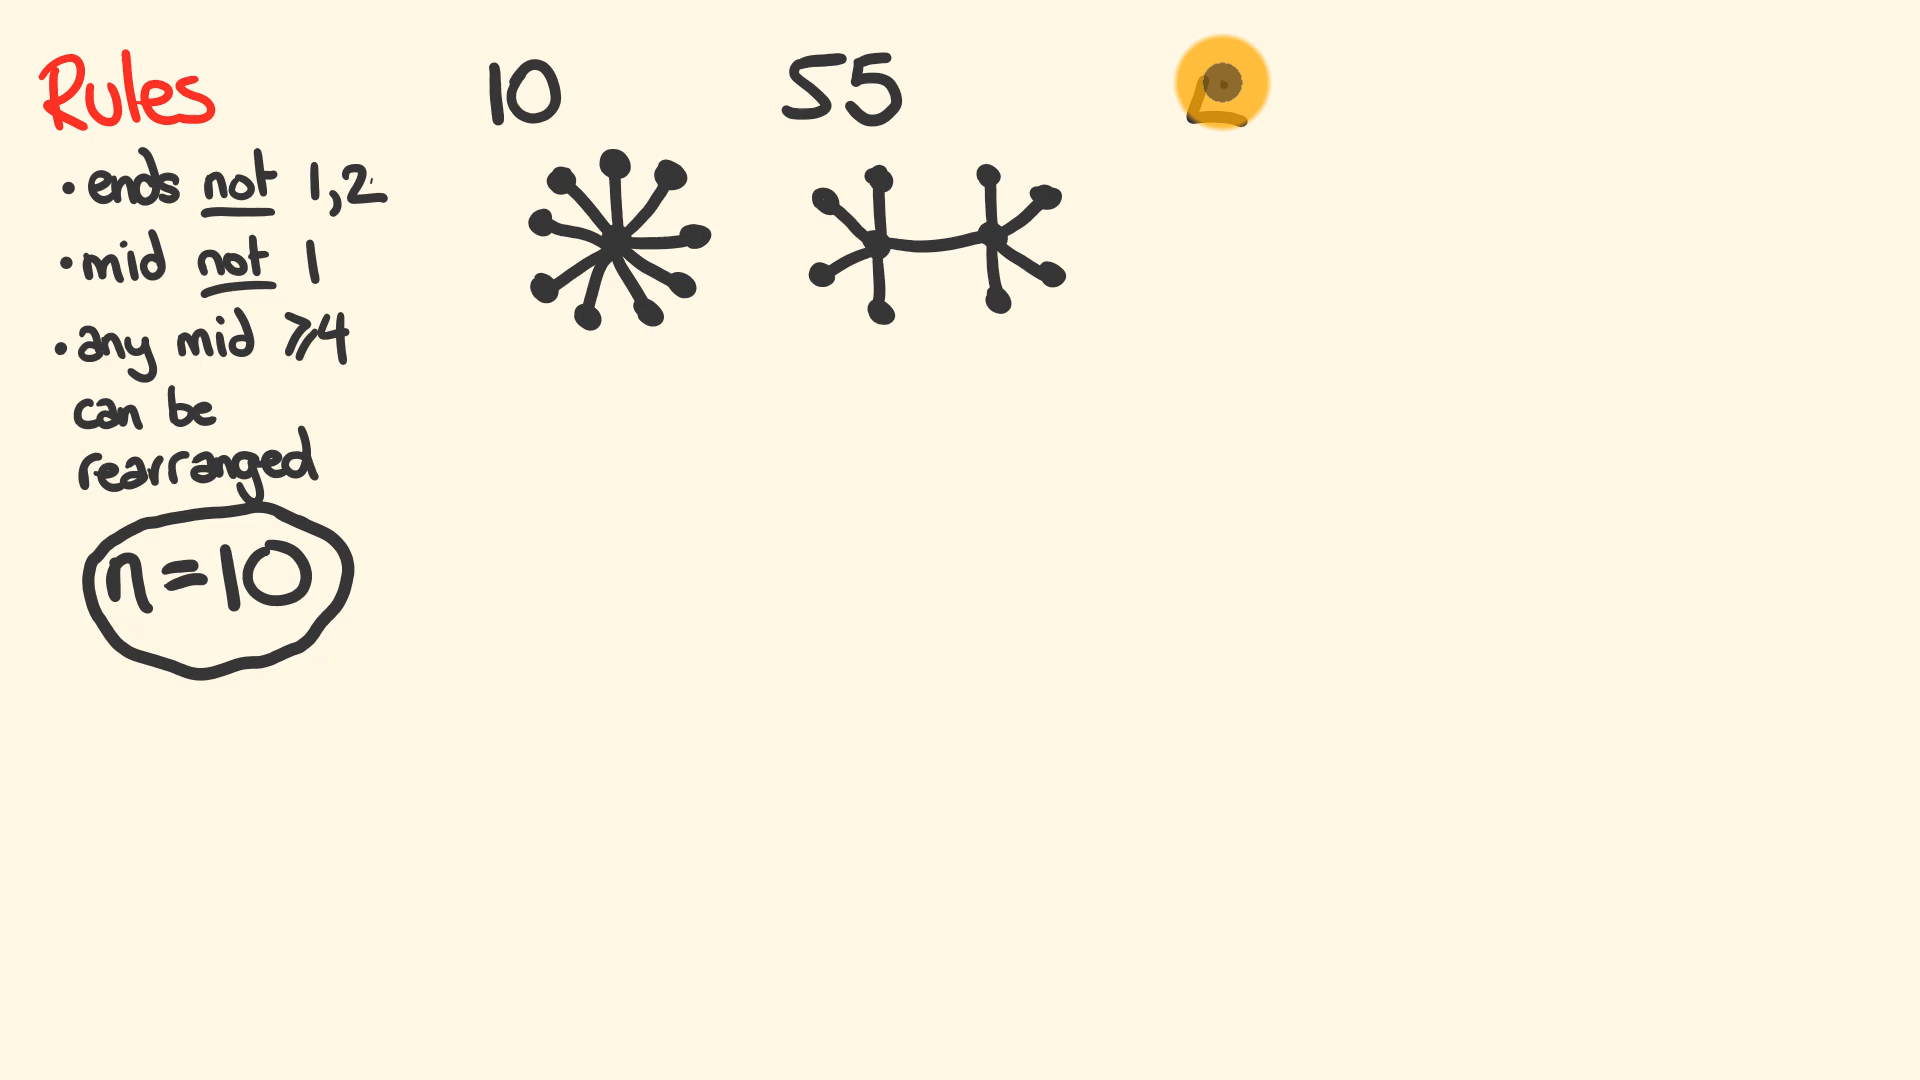 Rules
• ends not 1,2
• mid not 1
• any mid ≥4
can be
rearranged
n=10
10
55